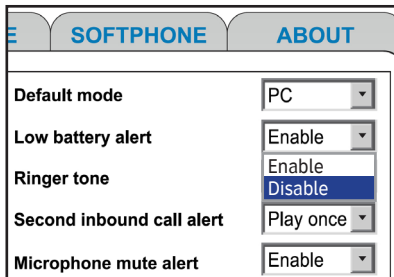 E SOFTPHONE ABOUT
Default mode PC
Low battery alert Enable
Enable
Ringer tone Disable
Second inbound call alert Play once
Microphone mute alert Enable